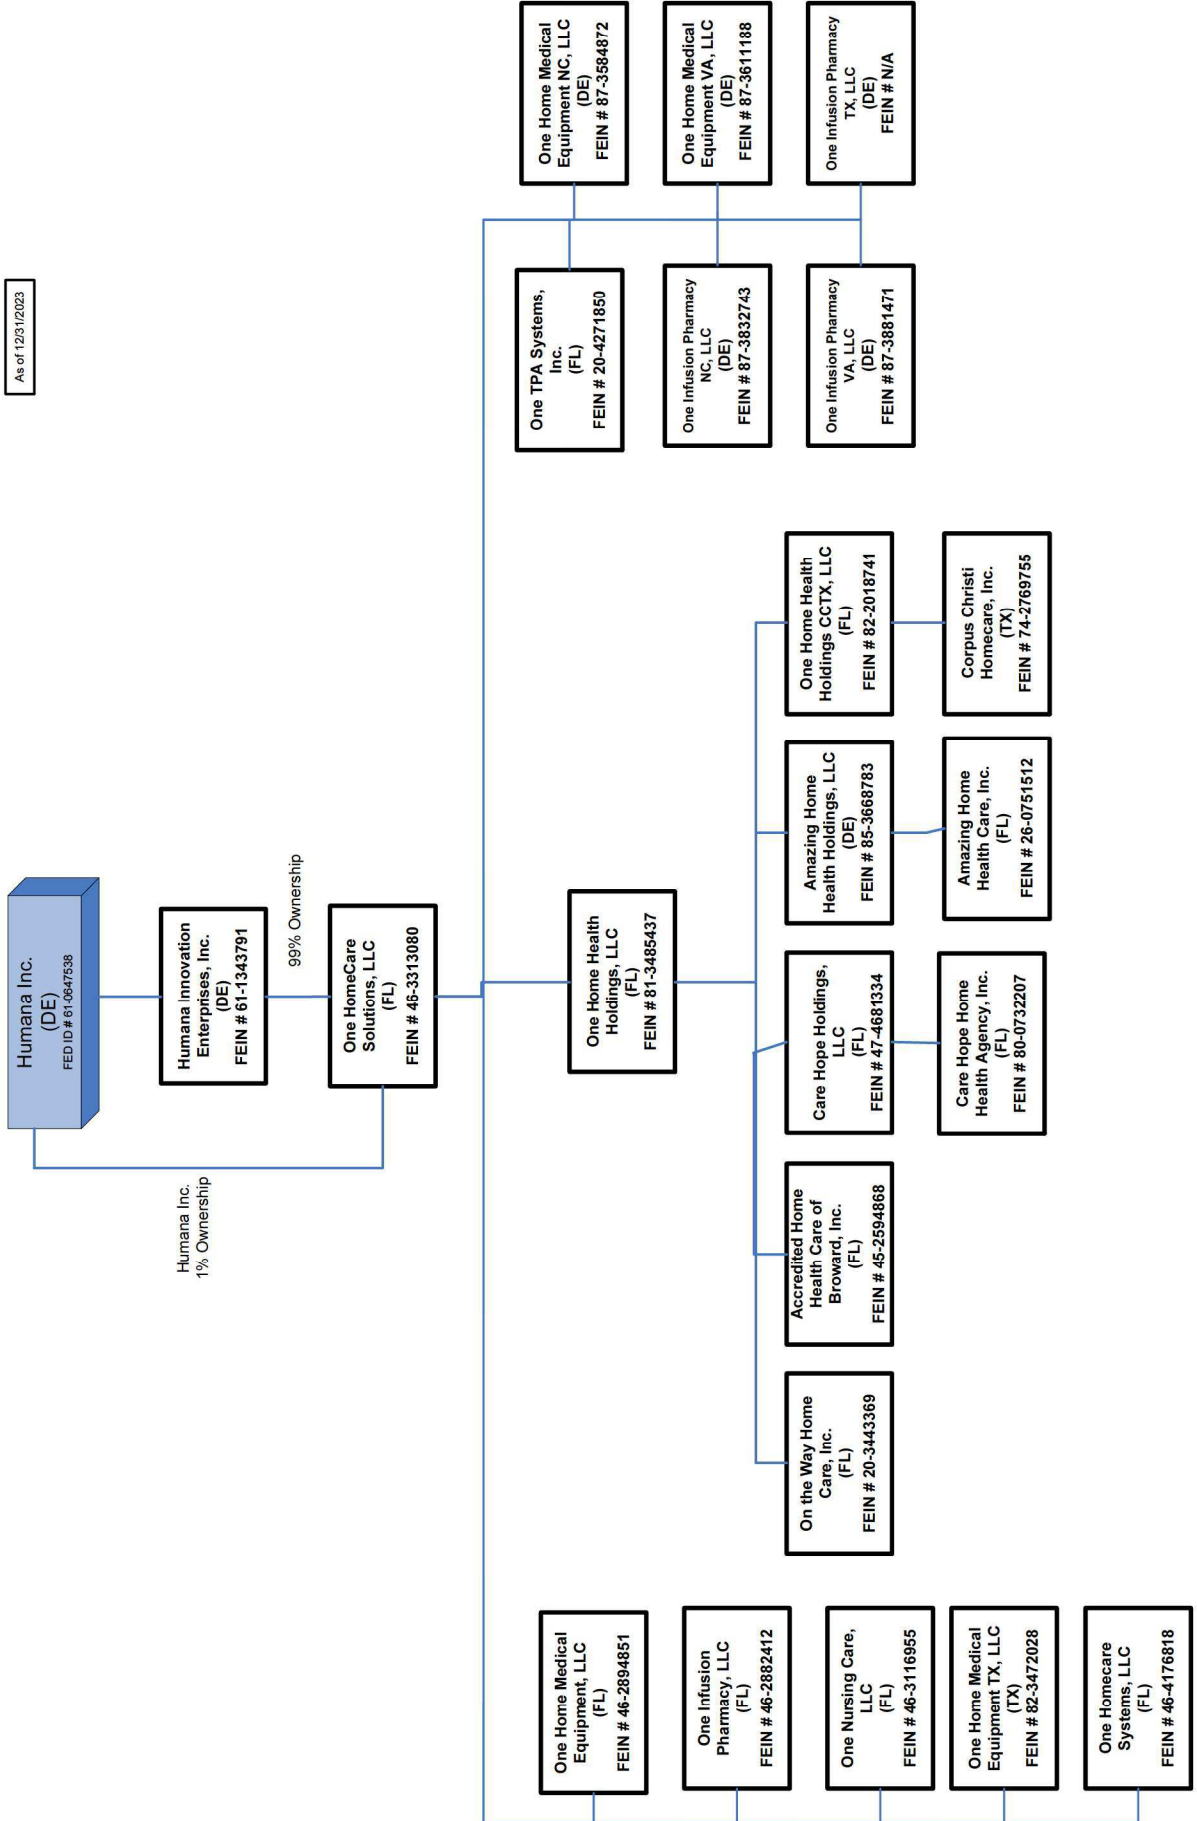 As of 12/31/2023
Humana Inc.
(DE)
FED ID # 61-0647538
Humana Inc.
1% Ownership
Humana Innovation
Enterprises, Inc.
(DE)
FEIN # 61-1343791
99% Ownership
One HomeCare
Solutions, LLC
(FL)
FEIN # 46-3313080
One Home Medical
Equipment, LLC
(FL)
FEIN # 46-2894851
One Infusion
Pharmacy, LLC
(FL)
FEIN # 46-2882412
One Nursing Care,
LLC
(FL)
FEIN # 46-3116955
One Home Medical
Equipment TX, LLC
(TX)
FEIN # 82-3472028
One Homecare
Systems, LLC
(FL)
FEIN # 46-4176818
One Home Health
Holdings, LLC
(FL)
FEIN # 81-3485437
On the Way Home
Care, Inc.
(FL)
FEIN # 20-3443369
Accredited Home
Health Care of
Broward, Inc.
(FL)
FEIN # 45-2594868
Care Hope Holdings,
LLC
(FL)
FEIN # 47-4681334
Care Hope Home
Health Agency, Inc.
(FL)
FEIN # 80-0732207
Amazing Home
Health Holdings, LLC
(DE)
FEIN # 85-3668783
Amazing Home
Health Care, Inc.
(FL)
FEIN # 26-0751512
One Home Health
Holdings CCTX, LLC
(FL)
FEIN # 82-2018741
Corpus Christi
Homecare, Inc.
(TX)
FEIN # 74-2769755
One TPA Systems,
Inc.
(FL)
FEIN # 20-4271850
One Home Medical
Equipment NC, LLC
(DE)
FEIN # 87-3584872
One Infusion Pharmacy
NC, LLC
(DE)
FEIN # 87-3832743
One Home Medical
Equipment VA, LLC
(DE)
FEIN # 87-3611188
One Infusion Pharmacy
VA, LLC
(DE)
FEIN # 87-3881471
One Infusion Pharmacy
TX, LLC
(DE)
FEIN # N/A